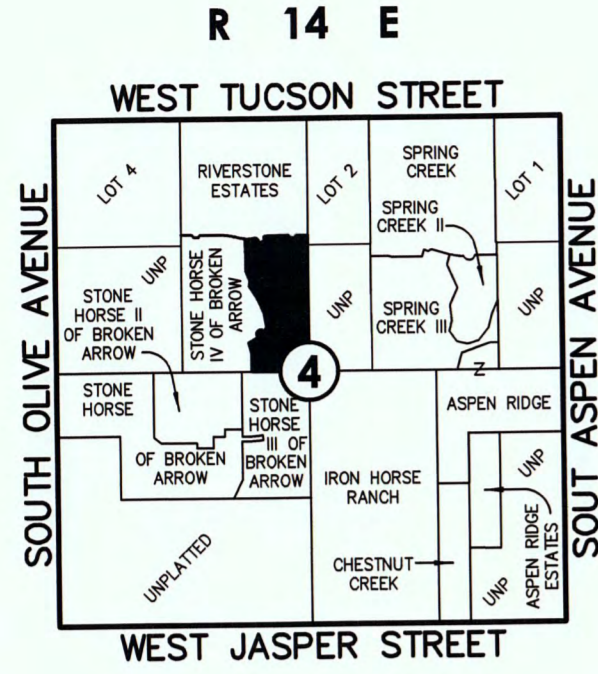 R 14 E
WEST TUCSON STREET
SOUTH OLIVE AVENUE
SOUT ASPEN AVENUE
LOT 4
RIVERSTONE
ESTATES
LOT 2
SPRING
CREEK
LOT 1
SPRING
CREEK II
UNP
STONE
HORSE II
OF BROKEN
ARROW
STONE HORSE
IV OF BROKEN
ARROW
UNP
SPRING
CREEK III
UNP
4
Z
STONE
HORSE
OF BROKEN
ARROW
STONE
HORSE
III OF
BROKEN
ARROW
ASPEN RIDGE
IRON HORSE
RANCH
UNP
UNPLATTED
CHESTNUT
CREEK
UNP
ASPEN RIDGE
ESTATES
WEST JASPER STREET